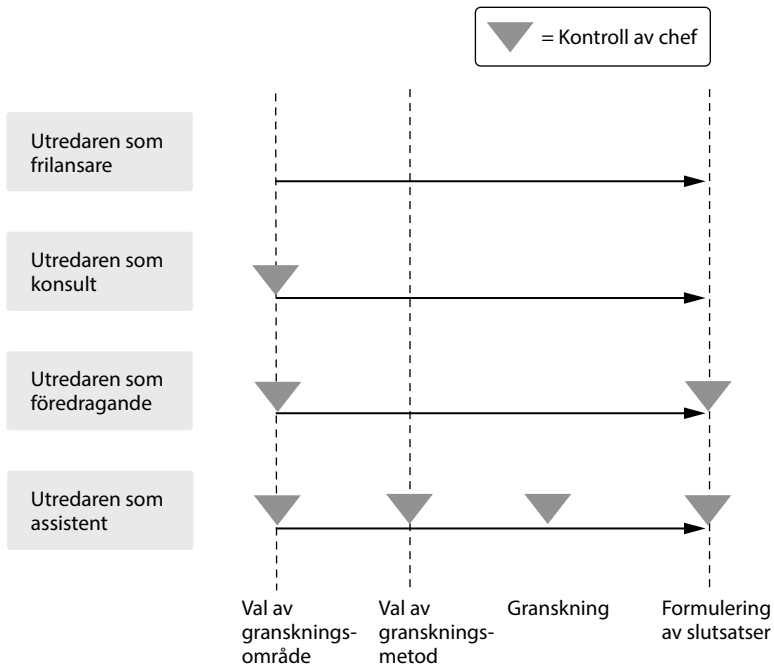 = Kontroll av chef
Utredaren som
frilansare
Utredaren som
konsult
Utredaren som
föredragande
Utredaren som
assistent
Val av
gransknings-
område
Val av
gransknings-
metod
Granskning
Formulering
av slutsatser